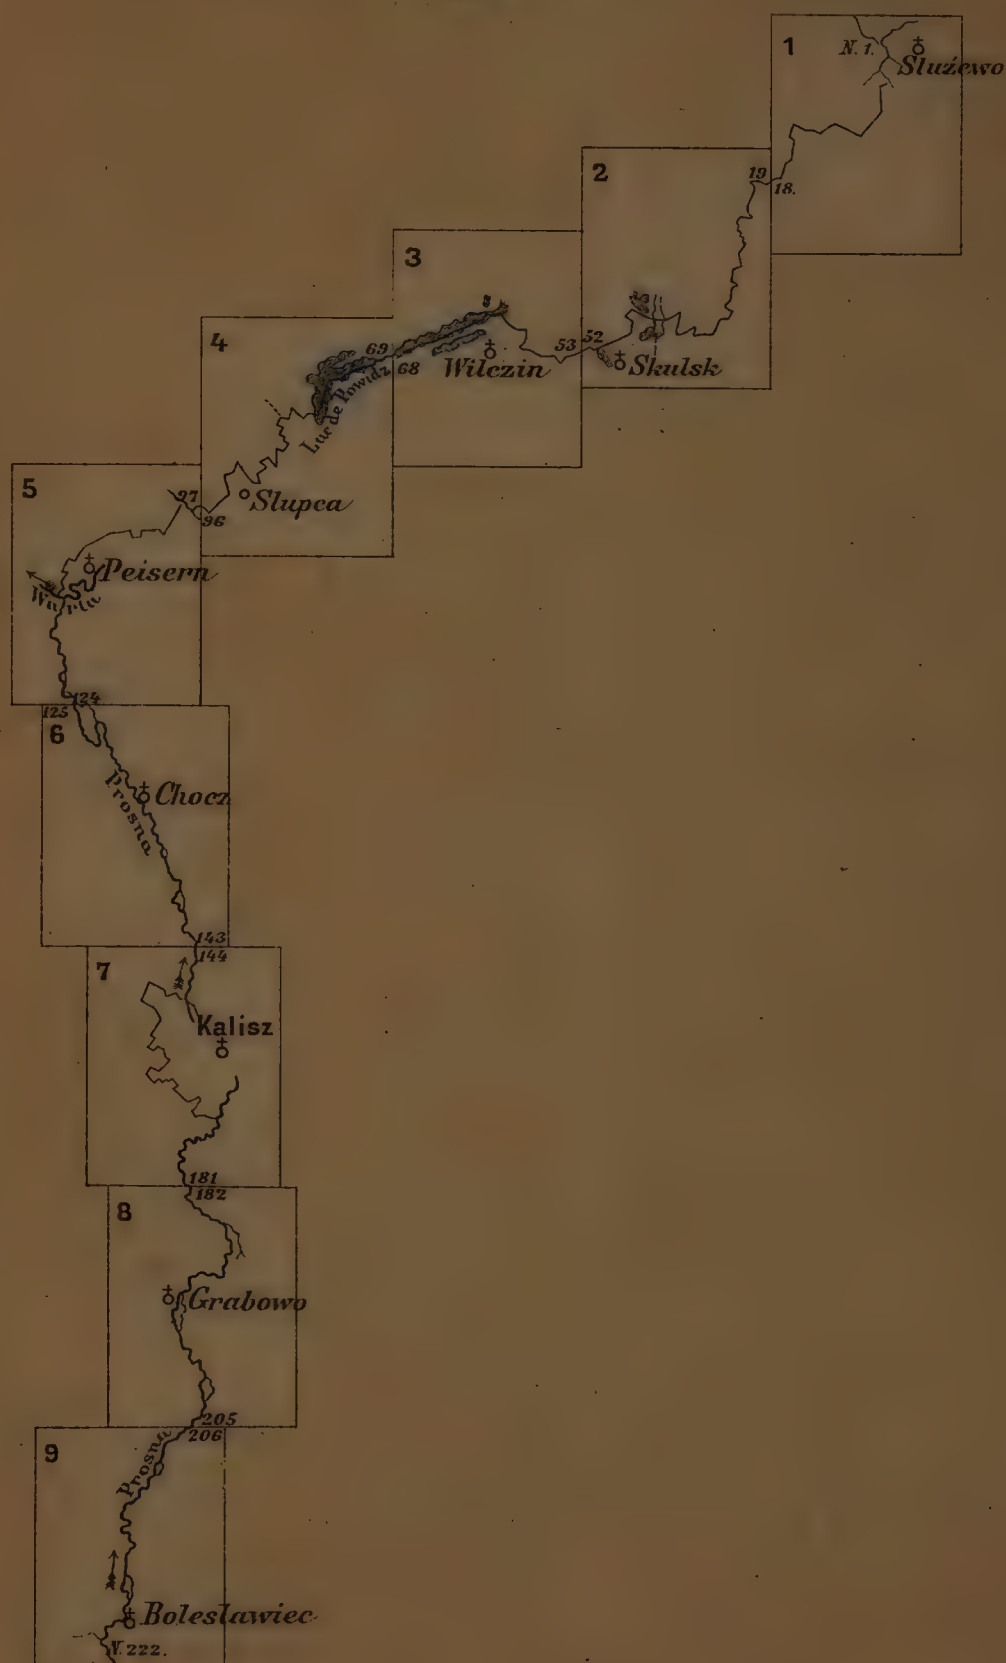 1
N. 1.
Służewo
2
19
18.
3
53
52
Skulsk
Wilczin
4
69
68
Lac de Powidz
Slupca
5
97
96
Peisern
Warta
124
125
6
Prosna
Chocz
143
144
7
Kalisz
181
182
8
Grabowo
205
206
9
Prosna
Bolesławiec
N. 222.